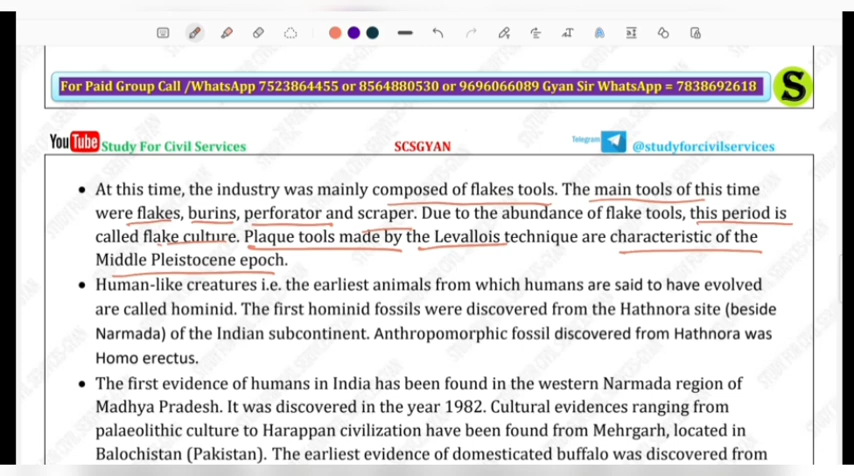 For Paid Group Call /WhatsApp 7523864455 or 8564880530 or 9696066089 Gyan Sir WhatsApp = 7838692618
S
YouTube Study For Civil Services SCSGYAN Telegram @studyforcivilservices
• At this time, the industry was mainly composed of flakes tools. The main tools of this time
were flakes, burins, perforator and scraper. Due to the abundance of flake tools, this period is
called flake culture. Plaque tools made by the Levallois technique are characteristic of the
Middle Pleistocene epoch.
• Human-like creatures i.e. the earliest animals from which humans are said to have evolved
are called hominid. The first hominid fossils were discovered from the Hathnora site (beside
Narmada) of the Indian subcontinent. Anthropomorphic fossil discovered from Hathnora was
Homo erectus.
• The first evidence of humans in India has been found in the western Narmada region of
Madhya Pradesh. It was discovered in the year 1982. Cultural evidences ranging from
palaeolithic culture to Harappan civilization have been found from Mehrgarh, located in
Balochistan (Pakistan). The earliest evidence of domesticated buffalo was discovered from